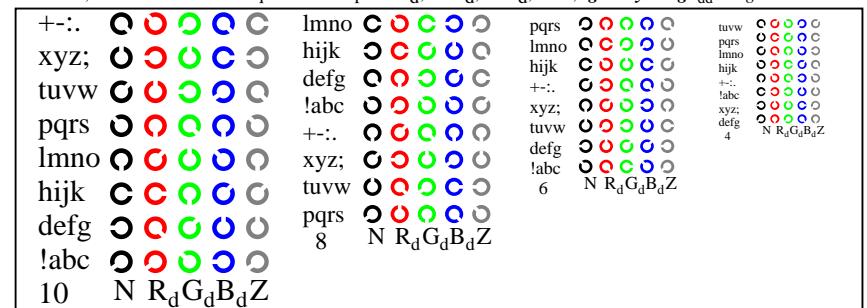 +-:.
xyz;
tuvw
pqrs
lmno
hijk
defg
!abc
10 N RdGdBdZ
lmno
hijk
defg
!abc
+-:.
xyz;
tuvw
pqrs
8 N RdGdBdZ
pqrs
lmno
hijk
+-:.
xyz;
tuvw
defg
!abc
6 N RdGdBdZ
tuvw
pqrs
lmno
hijk
+-:.
!abc
xyz;
defg
4 N RdGdBdZ